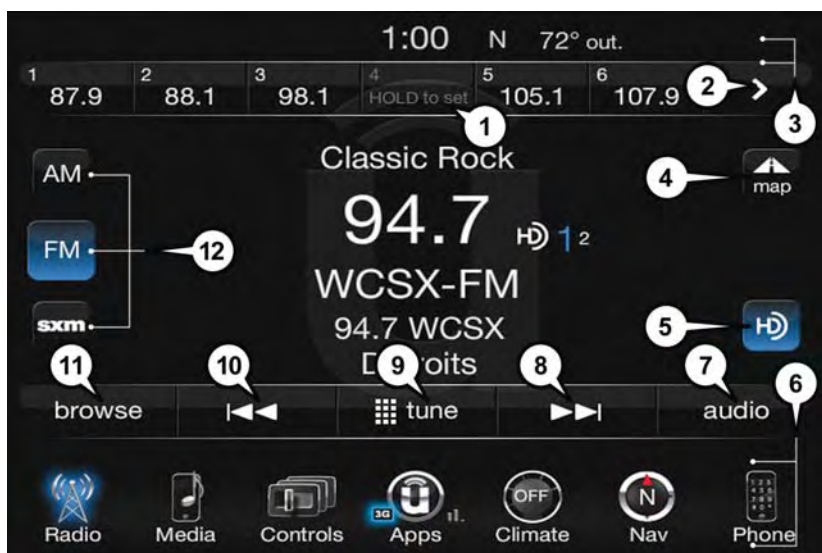 1:00 N 72° out.
1 2 3 4 5 6
87.9 88.1 98.1 HOLD to set 105.1 107.9 2
1 3
Classic Rock
AM 4 map
94.7 HD 1 2
FM 12
WCSX-FM
sxm 94.7 WCSX 5 HD
11 10 9 8 7 6
browse tune audio
3G OFF N
Radio Media Controls Apps Climate Nav Phone